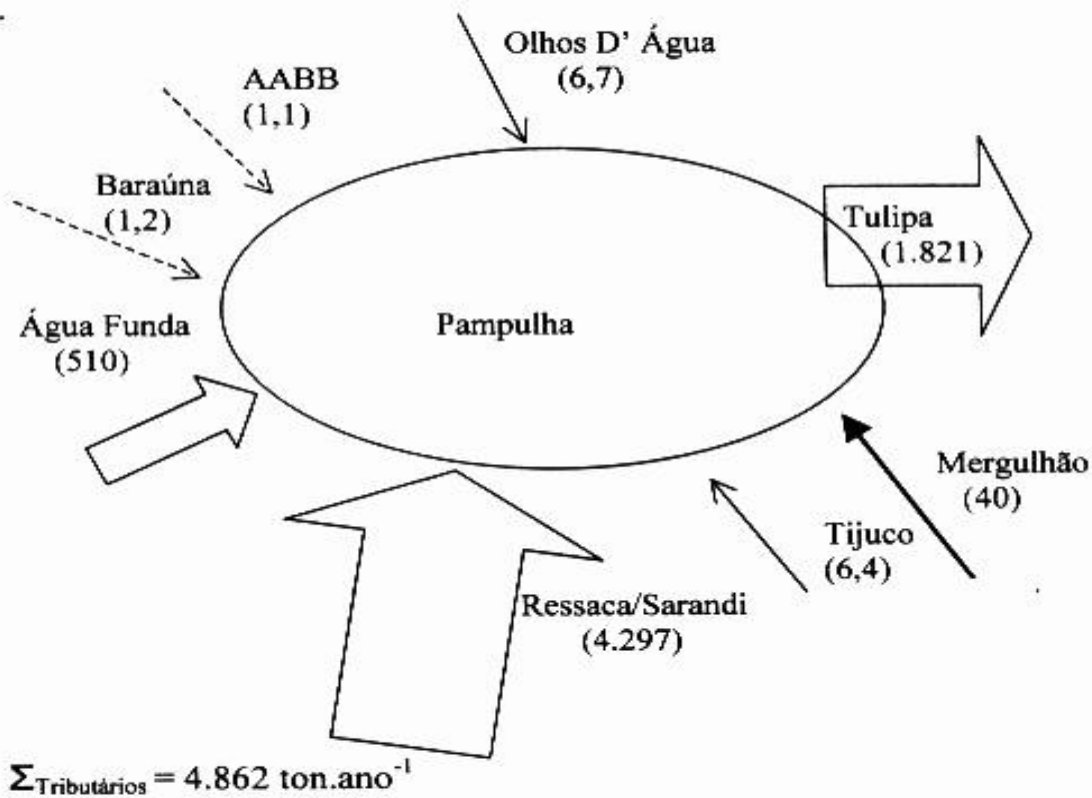 Olhos D' Água
(6,7)
AABB
(1,1)
Baraúna
(1,2)
Tulipa
(1.821)
Água Funda
(510)
Pampulha
Mergulhão
(40)
Tijuco
(6,4)
Ressaca/Sarandi
(4.297)
ΣTributários = 4.862 ton.ano⁻¹